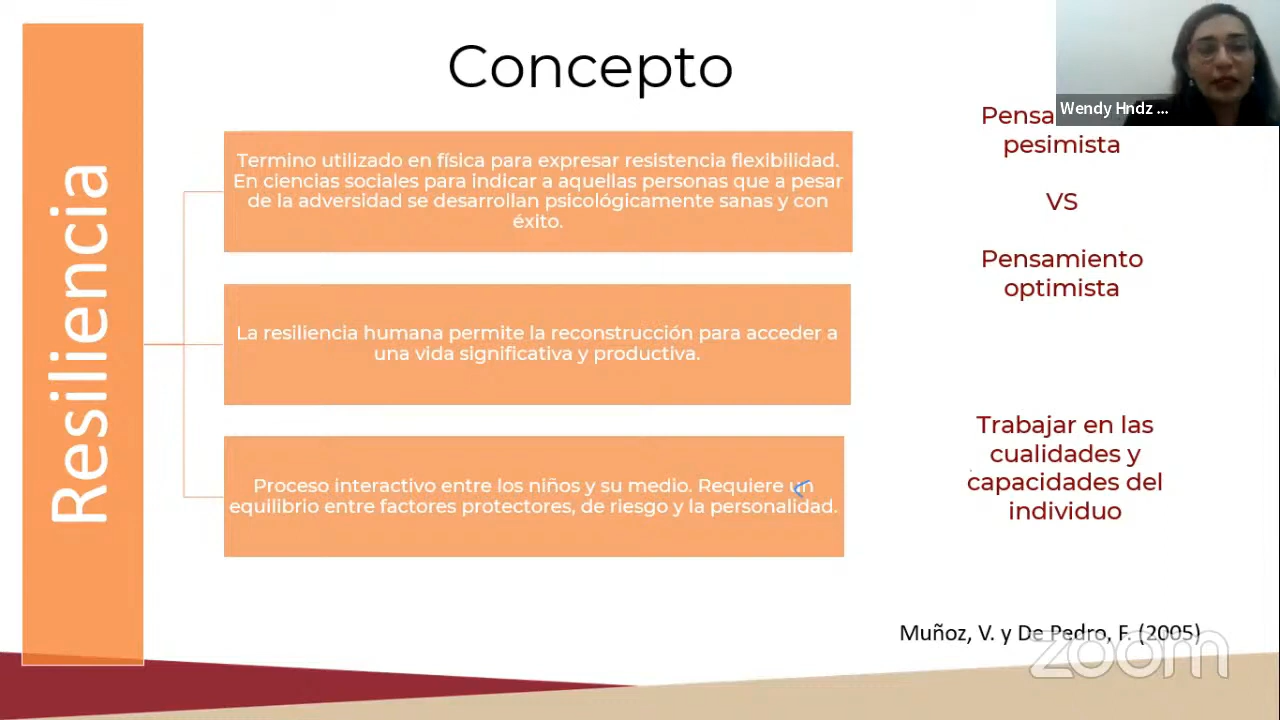 Concepto
Wendy Hndz ...
Resiliencia
Termino utilizado en física para expresar resistencia flexibilidad.
En ciencias sociales para indicar a aquellas personas que a pesar
de la adversidad se desarrollan psicológicamente sanas y con
éxito.
La resiliencia humana permite la reconstrucción para acceder a
una vida significativa y productiva.
Proceso interactivo entre los niños y su medio. Requiere un
equilibrio entre factores protectores, de riesgo y la personalidad.
pesimista
VS
Pensamiento
optimista
Trabajar en las
cualidades y
capacidades del
individuo
Muñoz, V. y De Pedro, F. (2005)
zoom